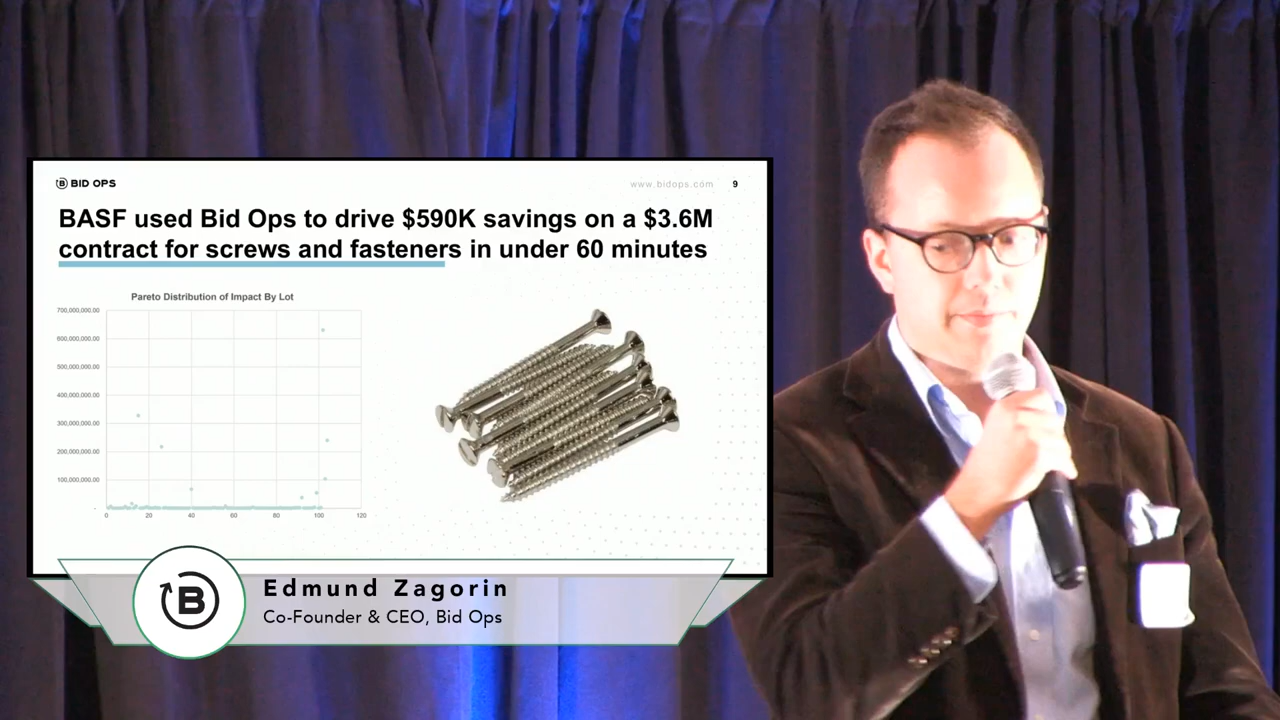 BID OPS
www.bidops.com 9
BASF used Bid Ops to drive $590K savings on a $3.6M
contract for screws and fasteners in under 60 minutes
Pareto Distribution of Impact By Lot
700,000,000.00
600,000,000.00
500,000,000.00
400,000,000.00
300,000,000.00
200,000,000.00
100,000,000.00
-
0 20 40 60 80 100 120
B
Edmund Zagorin
Co-Founder & CEO, Bid Ops